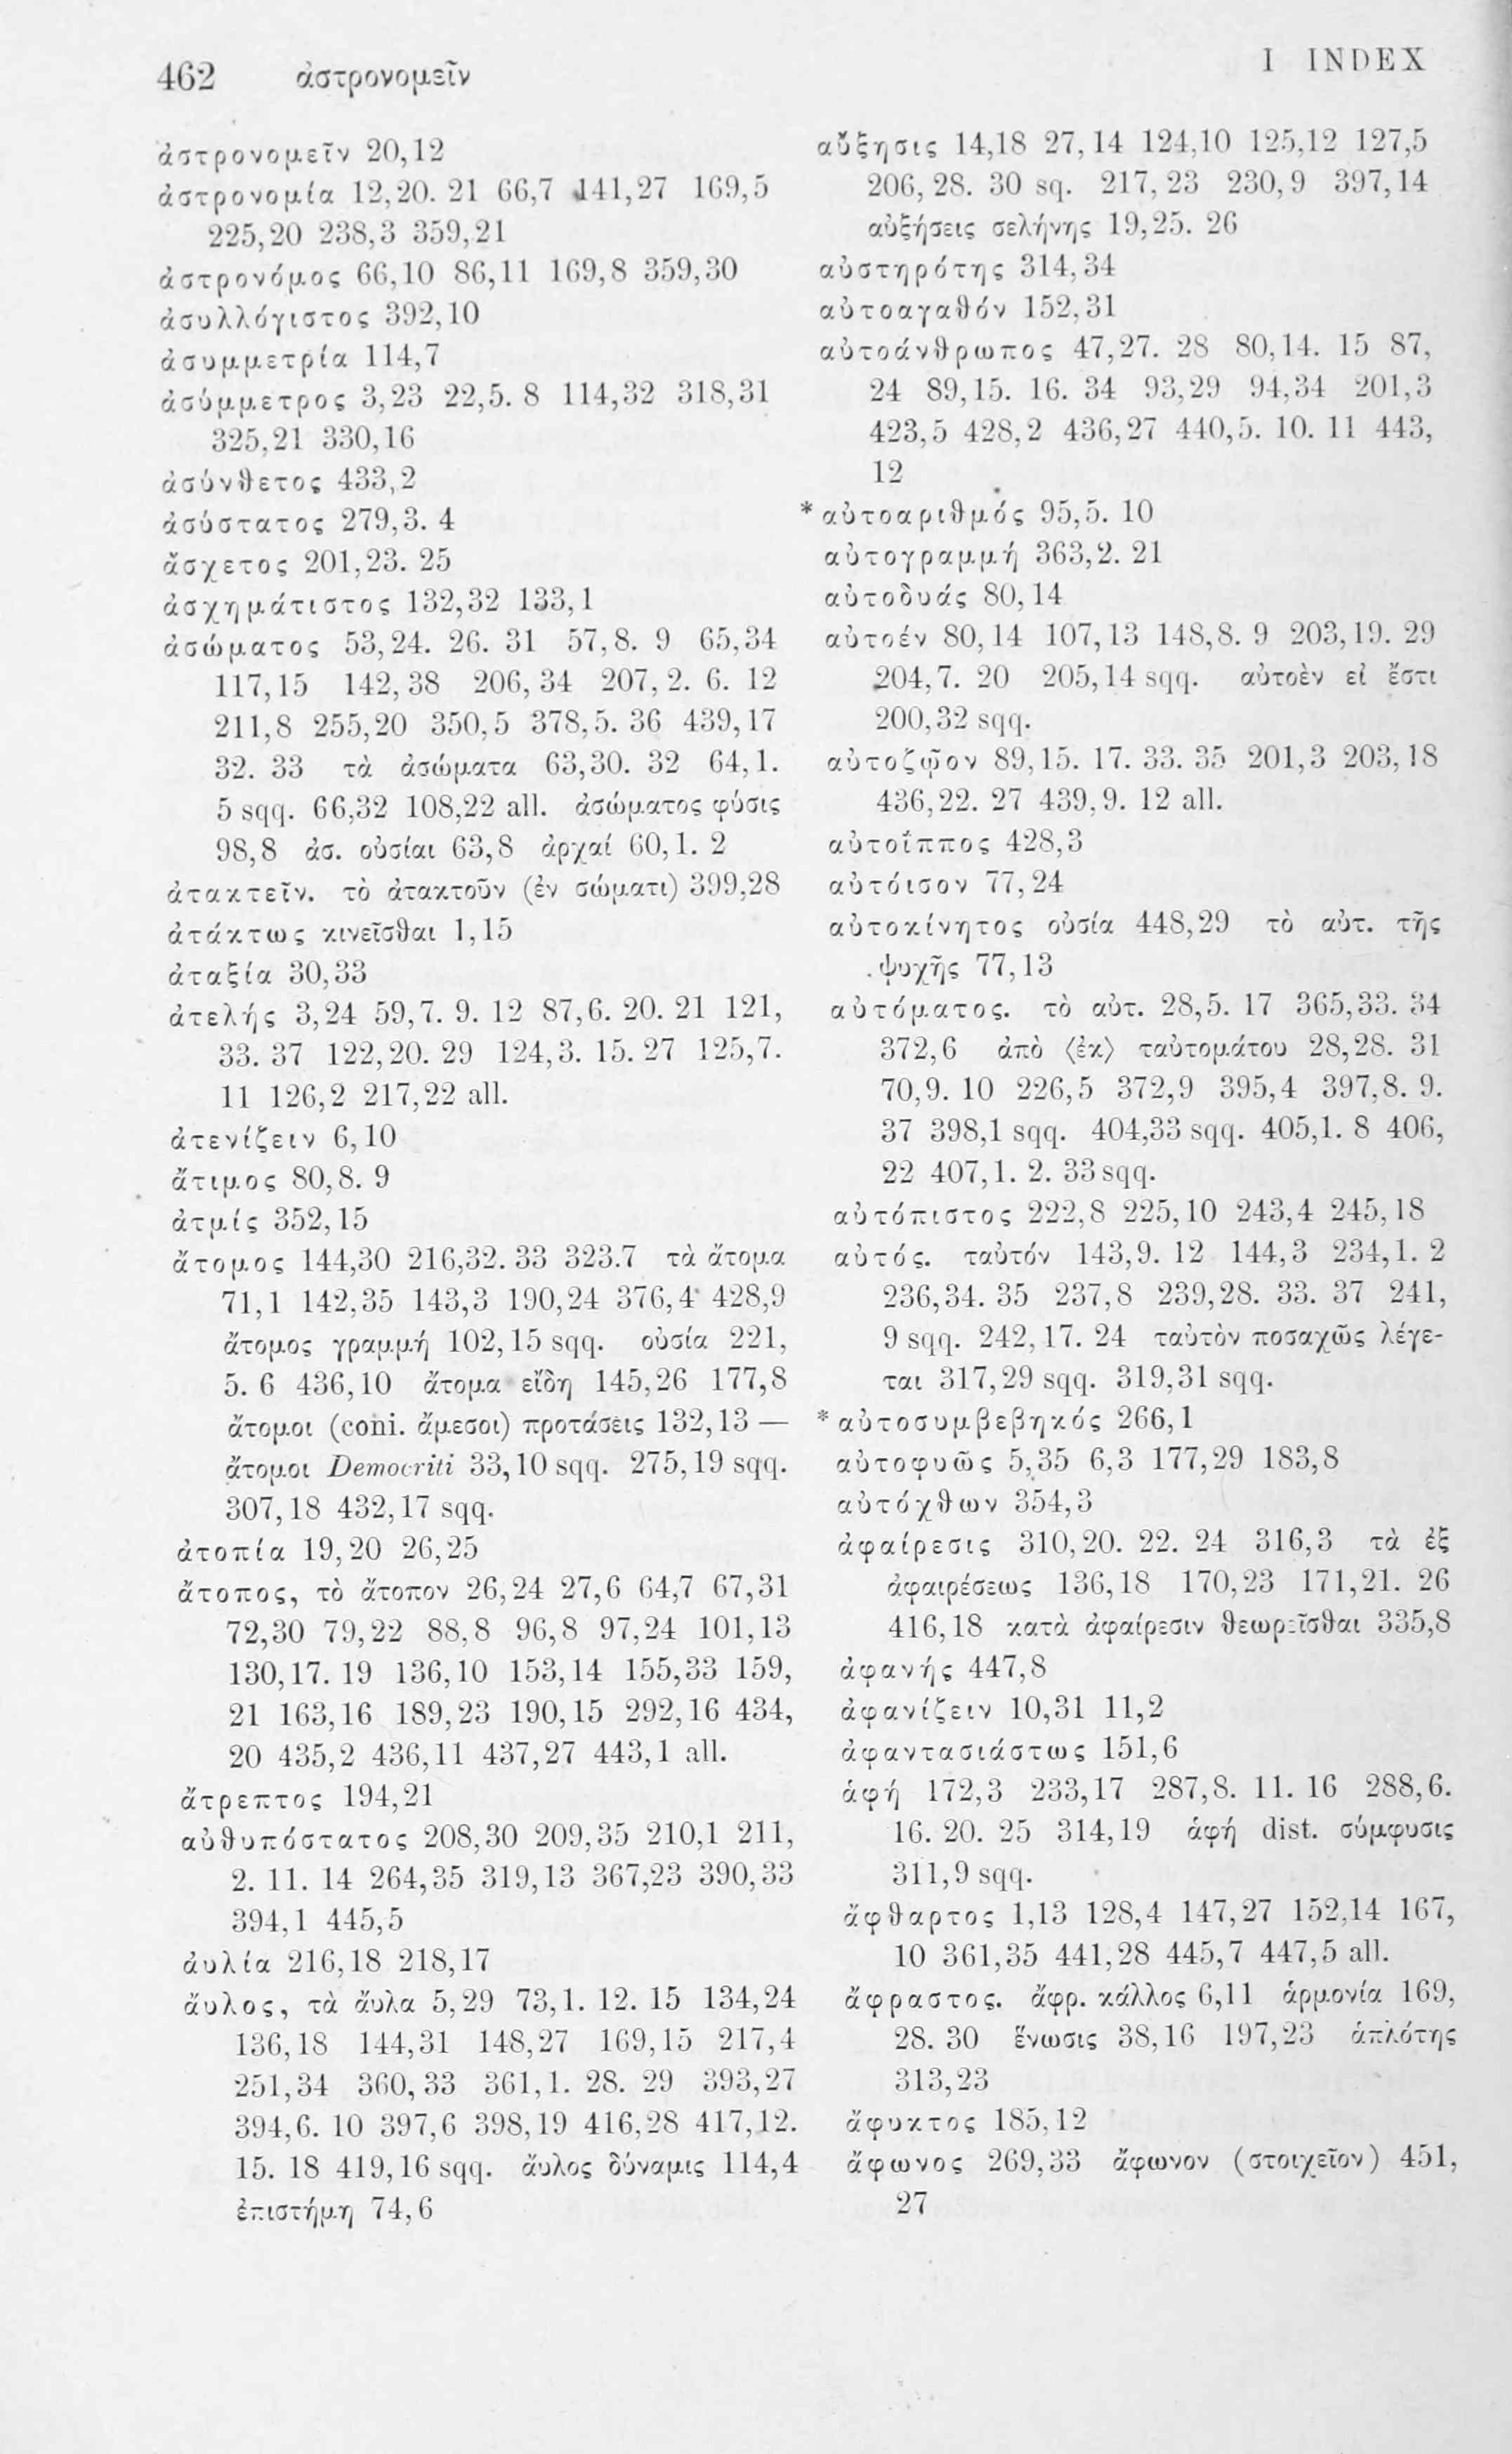 462 ἀστρονομεῖν
I INDEX
ἀστρονομεῖν 20,12
ἀστρονομία 12,20. 21 66,7 141,27 169,5
225,20 238,3 359,21
ἀστρονόμος 66,10 86,11 169,8 359,30
ἀσυλλόγιστος 392,10
ἀσυμμετρία 114,7
ἀσύμμετρος 3,23 22,5. 8 114,32 318,31
325,21 330,16
ἀσύνθετος 433,2
ἀσύστατος 279,3. 4
ἄσχετος 201,23. 25
ἀσχημάτιστος 132,32 133,1
ἀσώματος 53,24. 26. 31 57,8. 9 65,34
117,15 142,38 206,34 207,2. 6. 12
211,8 255,20 350,5 378,5. 36 439,17
32. 33 τὰ ἀσώματα 63,30. 32 64,1.
5 sqq. 66,32 108,22 all. ἀσώματος φύσις
98,8 ἀσ. οὐσίαι 63,8 ἀρχαί 60,1. 2
ἀτακτεῖν. τὸ ἀτακτοῦν (ἐν σώματι) 399,28
ἀτάκτως κινεῖσθαι 1,15
ἀταξία 30,33
ἀτελής 3,24 59,7. 9. 12 87,6. 20. 21 121,
33. 37 122,20. 29 124,3. 15. 27 125,7.
11 126,2 217,22 all.
ἀτενίζειν 6,10
ἄτιμος 80,8. 9
ἀτμίς 352,15
ἄτομος 144,30 216,32. 33 323.7 τὰ ἄτομα
71,1 142,35 143,3 190,24 376,4 428,9
ἄτομος γραμμή 102,15 sqq. οὐσία 221,
5. 6 436,10 ἄτομα εἴδη 145,26 177,8
ἄτομοι (coni. ἄμεσοι) προτάσεις 132,13 —
ἄτομοι Democriti 33,10 sqq. 275,19 sqq.
307,18 432,17 sqq.
ἀτοπία 19,20 26,25
ἄτοπος, τὸ ἄτοπον 26,24 27,6 64,7 67,31
72,30 79,22 88,8 96,8 97,24 101,13
130,17. 19 136,10 153,14 155,33 159,
21 163,16 189,23 190,15 292,16 434,
20 435,2 436,11 437,27 443,1 all.
ἄτρεπτος 194,21
αὐθυπόστατος 208,30 209,35 210,1 211,
2. 11. 14 264,35 319,13 367,23 390,33
394,1 445,5
ἀυλία 216,18 218,17
ἄυλος, τὰ ἄυλα 5,29 73,1. 12. 15 134,24
136,18 144,31 148,27 169,15 217,4
251,34 360,33 361,1. 28. 29 393,27
394,6. 10 397,6 398,19 416,28 417,12.
15. 18 419,16 sqq. ἄυλος δύναμις 114,4
ἐπιστήμη 74,6
αὔξησις 14,18 27,14 124,10 125,12 127,5
206,28. 30 sq. 217,23 230,9 397,14
αὐξήσεις σελήνης 19,25. 26
αὐστηρότης 314,34
αὐτοαγαθόν 152,31
αὐτοάνθρωπος 47,27. 28 80,14. 15 87,
24 89,15. 16. 34 93,29 94,34 201,3
423,5 428,2 436,27 440,5. 10. 11 443,
12
* αὐτοαριθμός 95,5. 10
αὐτογραμμή 363,2. 21
αὐτοδυάς 80,14
αὐτοέν 80,14 107,13 148,8. 9 203,19. 29
204,7. 20 205,14 sqq. αὐτοὲν εἰ ἔστι
200,32 sqq.
αὐτοζῷον 89,15. 17. 33. 35 201,3 203,18
436,22. 27 439,9. 12 all.
αὐτοΐππος 428,3
αὐτόισον 77,24
αὐτοκίνητος οὐσία 448,29 τὸ αὐτ. τῆς
ψυχῆς 77,13
αὐτόματος. τὸ αὐτ. 28,5. 17 365,33. 34
372,6 ἀπὸ ⟨ἐκ⟩ ταὐτομάτου 28,28. 31
70,9. 10 226,5 372,9 395,4 397,8. 9.
37 398,1 sqq. 404,33 sqq. 405,1. 8 406,
22 407,1. 2. 33 sqq.
αὐτόπιστος 222,8 225,10 243,4 245,18
αὐτός. ταὐτόν 143,9. 12 144,3 234,1. 2
236,34. 35 237,8 239,28. 33. 37 241,
9 sqq. 242,17. 24 ταὐτὸν ποσαχῶς λέγε-
ται 317,29 sqq. 319,31 sqq.
* αὐτοσυμβεβηκός 266,1
αὐτοφυῶς 5,35 6,3 177,29 183,8
αὐτόχθων 354,3
ἀφαίρεσις 310,20. 22. 24 316,3 τὰ ἐξ
ἀφαιρέσεως 136,18 170,23 171,21. 26
416,18 κατὰ ἀφαίρεσιν θεωρεῖσθαι 335,8
ἀφανής 447,8
ἀφανίζειν 10,31 11,2
ἀφαντασιάστως 151,6
ἁφή 172,3 233,17 287,8. 11. 16 288,6.
16. 20. 25 314,19 ἁφή dist. σύμφυσις
311,9 sqq.
ἄφθαρτος 1,13 128,4 147,27 152,14 167,
10 361,35 441,28 445,7 447,5 all.
ἄφραστος. ἄφρ. κάλλος 6,11 ἁρμονία 169,
28. 30 ἕνωσις 38,16 197,23 ἁπλότης
313,23
ἄφυκτος 185,12
ἄφωνος 269,33 ἄφωνον (στοιχεῖον) 451,
27